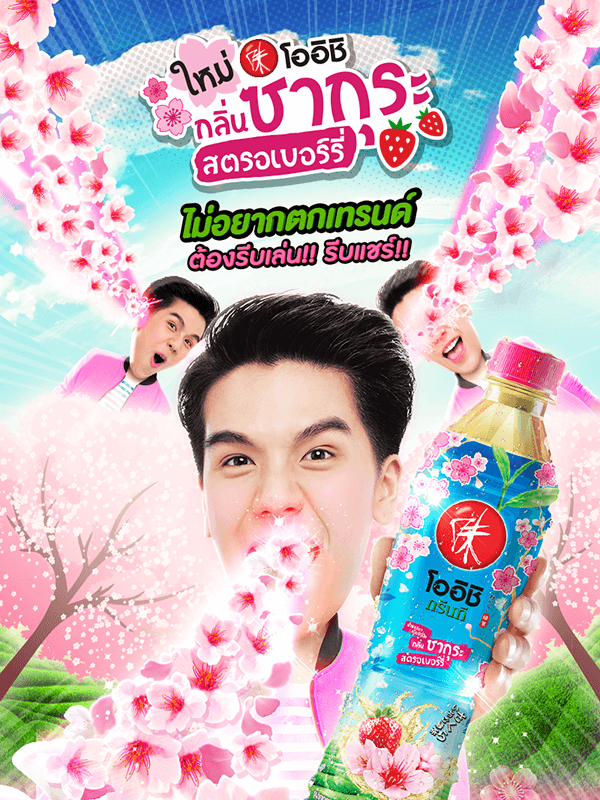 ใหม่ โออิชิ
กลิ่นซากุระ
สตรอเบอร์รี่
ไม่อยากตกเทรนด์
ต้องรีบเล่น!! รีบแชร์!!
โออิชิ
กรีนที
กลิ่น ซากุระ
สตรอเบอร์รี่